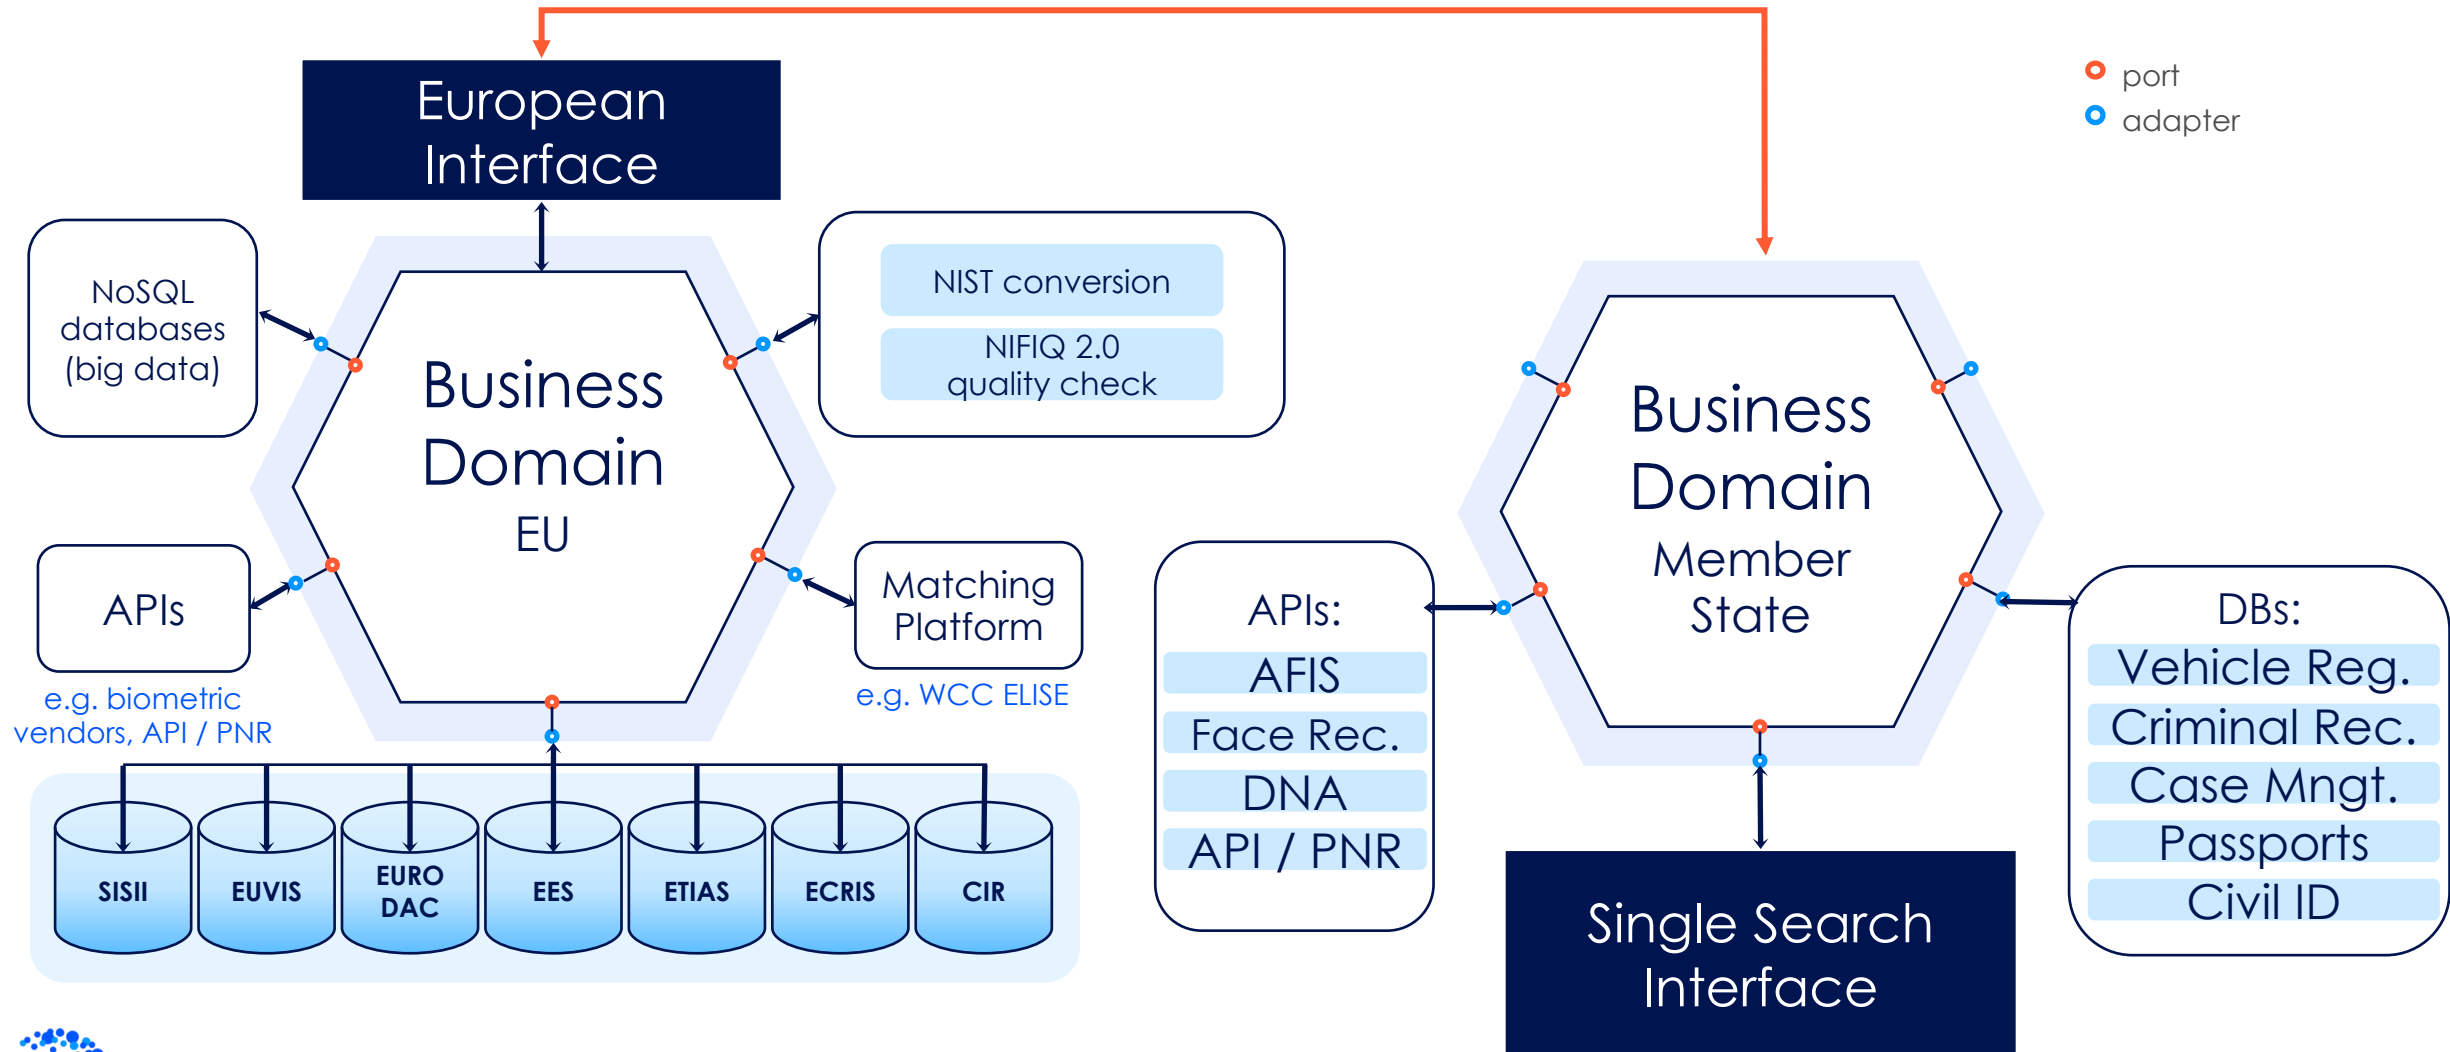 European
Interface
port
adapter
NoSQL
databases
(big data)
NIST conversion
NIFIQ 2.0
quality check
Business
Domain
EU
Business
Domain
Member
State
APIs
e.g. biometric
vendors, API / PNR
Matching
Platform
e.g. WCC ELISE
APIs:
AFIS
Face Rec.
DNA
API / PNR
DBs:
Vehicle Reg.
Criminal Rec.
Case Mngt.
Passports
Civil ID
SISII
EUVIS
EURO
DAC
EES
ETIAS
ECRIS
CIR
Single Search
Interface